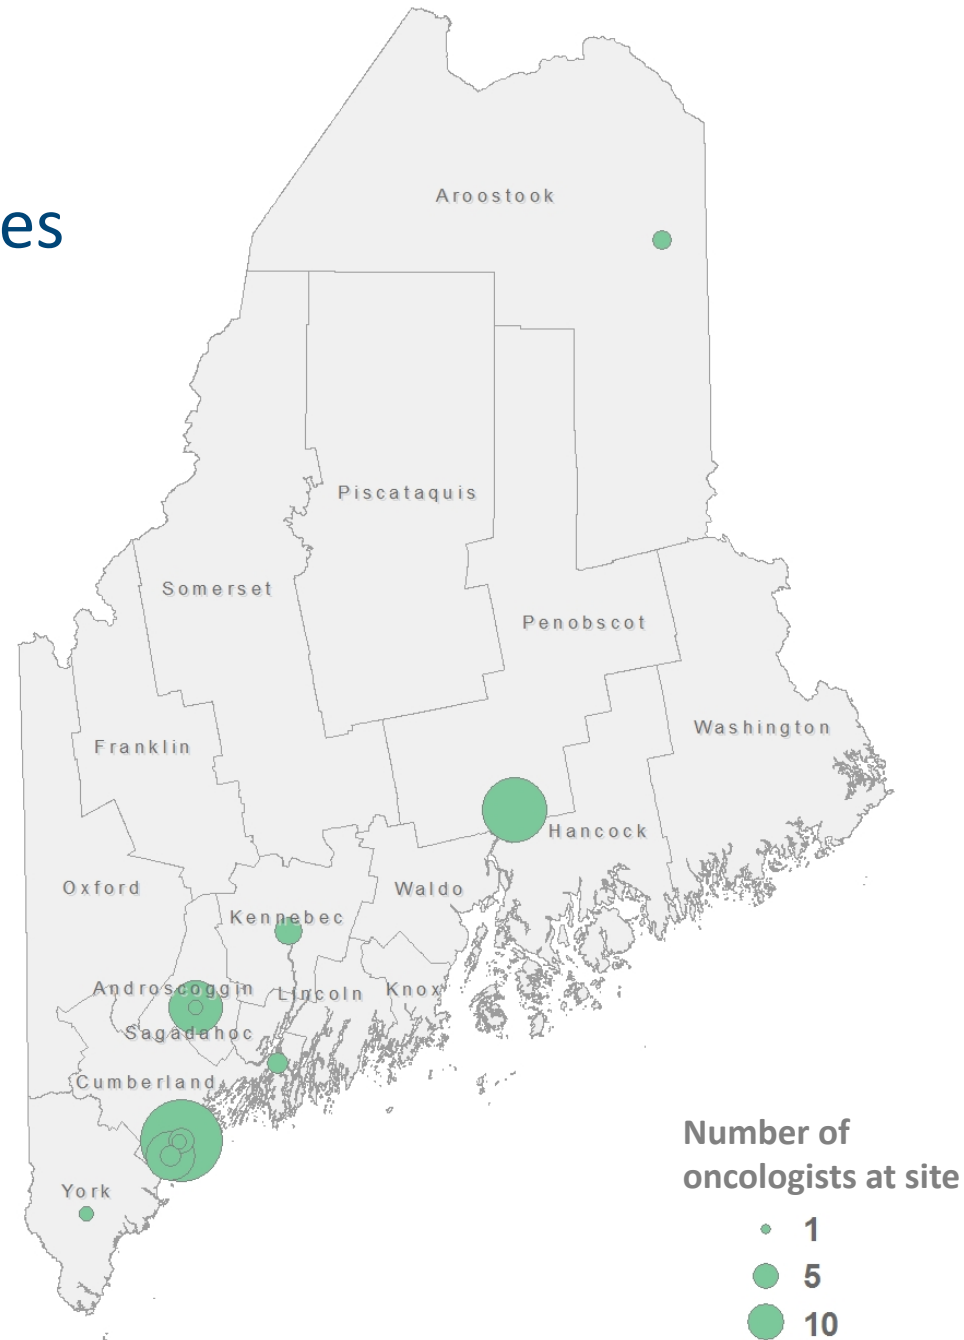 es
Aroostook
Piscataquis
Somerset
Penobscot
Washington
Franklin
Hancock
Oxford
Waldo
Kennebec
Androscoggin
Lincoln
Knox
Sagadahoc
Cumberland
York
Number of
oncologists at site
1
5
10